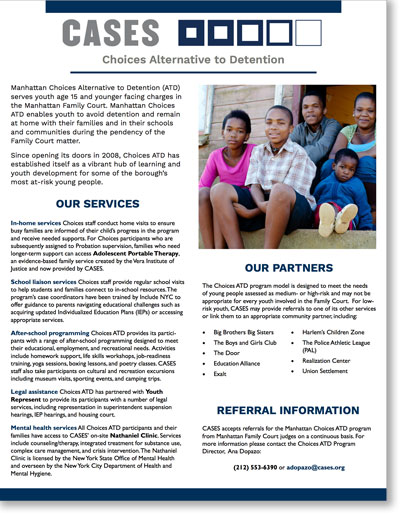 CASES
Choices Alternative to Detention
Manhattan Choices Alternative to Detention (ATD)
serves youth age 15 and younger facing charges in
the Manhattan Family Court. Manhattan Choices
ATD enables youth to avoid detention and remain
at home with their families and in their schools
and communities during the pendency of the
Family Court matter.
Since opening its doors in 2008, Choices ATD has
established itself as a vibrant hub of learning and
youth development for some of the borough's
most at-risk young people.
OUR SERVICES
In-home services Choices staff conduct home visits to ensure
busy families are informed of their child's progress in the program
and receive needed supports. For Choices participants who are
subsequently assigned to Probation supervision, families who need
longer-term support can access Adolescent Portable Therapy,
an evidence-based family service created by the Vera Institute of
Justice and now provided by CASES.
School liaison services Choices staff provide regular school visits
to help students and families connect to in-school resources. The
program's case coordinators have been trained by Include NYC to
offer guidance to parents navigating educational challenges such as
acquiring updated Individualized Education Plans (IEPs) or accessing
appropriate services.
After-school programming Choices ATD provides its partici-
pants with a range of after-school programming designed to meet
their educational, employment, and recreational needs. Activities
include homework support, life skills workshops, job-readiness
training, yoga sessions, boxing lessons, and poetry classes. CASES
staff also take participants on cultural and recreation excursions
including museum visits, sporting events, and camping trips.
Legal assistance Choices ATD has partnered with Youth
Represent to provide its participants with a number of legal
services, including representation in superintendent suspension
hearings, IEP hearings, and housing court.
Mental health services All Choices ATD participants and their
families have access to CASES' on-site Nathaniel Clinic. Services
include counseling/therapy, integrated treatment for substance use,
complex care management, and crisis intervention. The Nathaniel
Clinic is licensed by the New York State Office of Mental Health
and overseen by the New York City Department of Health and
Mental Hygiene.
OUR PARTNERS
The Choices ATD program model is designed to meet the needs
of young people assessed as medium- or high-risk and may not be
appropriate for every youth involved in the Family Court. For low-
risk youth, CASES may provide referrals to one of its other services
or link them to an appropriate community partner, including:
• Big Brothers Big Sisters
• The Boys and Girls Club
• The Door
• Education Alliance
• Exalt
• Harlem's Children Zone
• The Police Athletic League
(PAL)
• Realization Center
• Union Settlement
REFERRAL INFORMATION
CASES accepts referrals for the Manhattan Choices ATD program
from Manhattan Family Court judges on a continuous basis. For
more information please contact the Choices ATD Program
Director, Ana Dopazo:
(212) 553-6390 or adopazo@cases.org